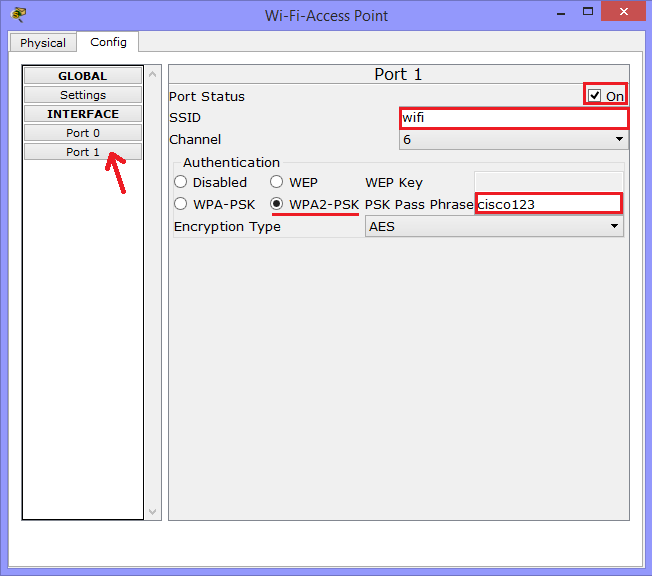 Wi-Fi-Access Point
Physical Config
GLOBAL
Settings
INTERFACE
Port 0
Port 1
Port 1
Port Status On
SSID wifi
Channel 6
Authentication
Disabled WEP WEP Key
WPA-PSK WPA2-PSK PSK Pass Phrase cisco123
Encryption Type AES